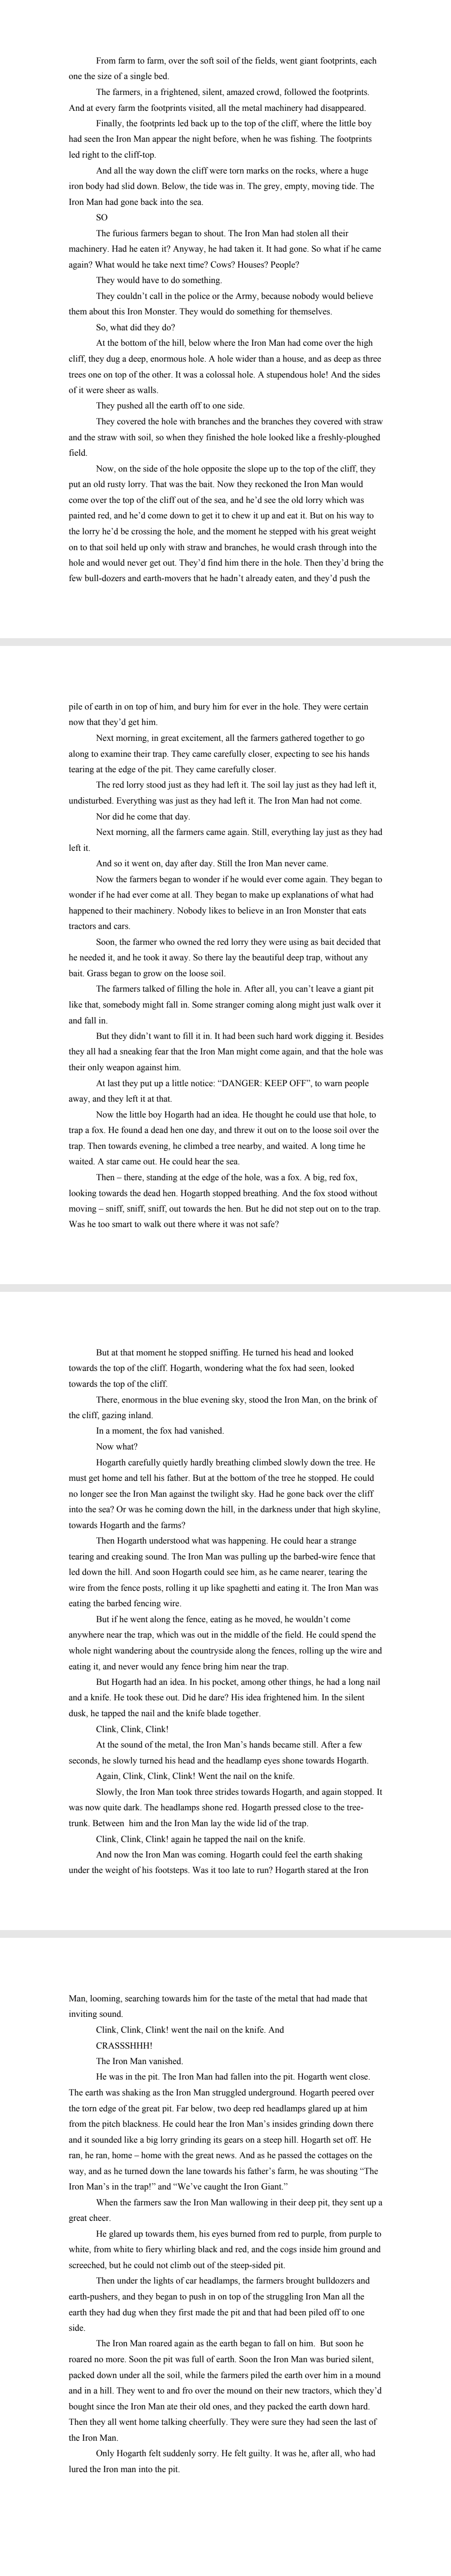 From farm to farm, over the soft soil of the fields, went giant footprints, each
one the size of a single bed.
The farmers, in a frightened, silent, amazed crowd, followed the footprints.
And at every farm the footprints visited, all the metal machinery had disappeared.
Finally, the footprints led back up to the top of the cliff, where the little boy
had seen the Iron Man appear the night before, when he was fishing. The footprints
led right to the cliff-top.
And all the way down the cliff were torn marks on the rocks, where a huge
iron body had slid down. Below, the tide was in. The grey, empty, moving tide. The
Iron Man had gone back into the sea.
SO
The furious farmers began to shout. The Iron Man had stolen all their
machinery. Had he eaten it? Anyway, he had taken it. It had gone. So what if he came
again? What would he take next time? Cows? Houses? People?
They would have to do something.
They couldn’t call in the police or the Army, because nobody would believe
them about this Iron Monster. They would do something for themselves.
So, what did they do?
At the bottom of the hill, below where the Iron Man had come over the high
cliff, they dug a deep, enormous hole. A hole wider than a house, and as deep as three
trees one on top of the other. It was a colossal hole. A stupendous hole! And the sides
of it were sheer as walls.
They pushed all the earth off to one side.
They covered the hole with branches and the branches they covered with straw
and the straw with soil, so when they finished the hole looked like a freshly-ploughed
field.
Now, on the side of the hole opposite the slope up to the top of the cliff, they
put an old rusty lorry. That was the bait. Now they reckoned the Iron Man would
come over the top of the cliff out of the sea, and he’d see the old lorry which was
painted red, and he’d come down to get it to chew it up and eat it. But on his way to
the lorry he’d be crossing the hole, and the moment he stepped with his great weight
on to that soil held up only with straw and branches, he would crash through into the
hole and would never get out. They’d find him there in the hole. Then they’d bring the
few bull-dozers and earth-movers that he hadn’t already eaten, and they’d push the
pile of earth in on top of him, and bury him for ever in the hole. They were certain
now that they’d get him.
Next morning, in great excitement, all the farmers gathered together to go
along to examine their trap. They came carefully closer, expecting to see his hands
tearing at the edge of the pit. They came carefully closer.
The red lorry stood just as they had left it. The soil lay just as they had left it,
undisturbed. Everything was just as they had left it. The Iron Man had not come.
Nor did he come that day.
Next morning, all the farmers came again. Still, everything lay just as they had
left it.
And so it went on, day after day. Still the Iron Man never came.
Now the farmers began to wonder if he would ever come again. They began to
wonder if he had ever come at all. They began to make up explanations of what had
happened to their machinery. Nobody likes to believe in an Iron Monster that eats
tractors and cars.
Soon, the farmer who owned the red lorry they were using as bait decided that
he needed it, and he took it away. So there lay the beautiful deep trap, without any
bait. Grass began to grow on the loose soil.
The farmers talked of filling the hole in. After all, you can’t leave a giant pit
like that, somebody might fall in. Some stranger coming along might just walk over it
and fall in.
But they didn’t want to fill it in. It had been such hard work digging it. Besides
they all had a sneaking fear that the Iron Man might come again, and that the hole was
their only weapon against him.
At last they put up a little notice: “DANGER: KEEP OFF”, to warn people
away, and they left it at that.
Now the little boy Hogarth had an idea. He thought he could use that hole, to
trap a fox. He found a dead hen one day, and threw it out on to the loose soil over the
trap. Then towards evening, he climbed a tree nearby, and waited. A long time he
waited. A star came out. He could hear the sea.
Then – there, standing at the edge of the hole, was a fox. A big, red fox,
looking towards the dead hen. Hogarth stopped breathing. And the fox stood without
moving – sniff, sniff, sniff, out towards the hen. But he did not step out on to the trap.
Was he too smart to walk out there where it was not safe?
But at that moment he stopped sniffing. He turned his head and looked
towards the top of the cliff. Hogarth, wondering what the fox had seen, looked
towards the top of the cliff.
There, enormous in the blue evening sky, stood the Iron Man, on the brink of
the cliff, gazing inland.
In a moment, the fox had vanished.
Now what?
Hogarth carefully quietly hardly breathing climbed slowly down the tree. He
must get home and tell his father. But at the bottom of the tree he stopped. He could
no longer see the Iron Man against the twilight sky. Had he gone back over the cliff
into the sea? Or was he coming down the hill, in the darkness under that high skyline,
towards Hogarth and the farms?
Then Hogarth understood what was happening. He could hear a strange
tearing and creaking sound. The Iron Man was pulling up the barbed-wire fence that
led down the hill. And soon Hogarth could see him, as he came nearer, tearing the
wire from the fence posts, rolling it up like spaghetti and eating it. The Iron Man was
eating the barbed fencing wire.
But if he went along the fence, eating as he moved, he wouldn’t come
anywhere near the trap, which was out in the middle of the field. He could spend the
whole night wandering about the countryside along the fences, rolling up the wire and
eating it, and never would any fence bring him near the trap.
But Hogarth had an idea. In his pocket, among other things, he had a long nail
and a knife. He took these out. Did he dare? His idea frightened him. In the silent
dusk, he tapped the nail and the knife blade together.
Clink, Clink, Clink!
At the sound of the metal, the Iron Man’s hands became still. After a few
seconds, he slowly turned his head and the headlamp eyes shone towards Hogarth.
Again, Clink, Clink, Clink! Went the nail on the knife.
Slowly, the Iron Man took three strides towards Hogarth, and again stopped. It
was now quite dark. The headlamps shone red. Hogarth pressed close to the tree-
trunk. Between him and the Iron Man lay the wide lid of the trap.
Clink, Clink, Clink! again he tapped the nail on the knife.
And now the Iron Man was coming. Hogarth could feel the earth shaking
under the weight of his footsteps. Was it too late to run? Hogarth stared at the Iron
Man, looming, searching towards him for the taste of the metal that had made that
inviting sound.
Clink, Clink, Clink! went the nail on the knife. And
CRASSSHHH!
The Iron Man vanished.
He was in the pit. The Iron Man had fallen into the pit. Hogarth went close.
The earth was shaking as the Iron Man struggled underground. Hogarth peered over
the torn edge of the great pit. Far below, two deep red headlamps glared up at him
from the pitch blackness. He could hear the Iron Man’s insides grinding down there
and it sounded like a big lorry grinding its gears on a steep hill. Hogarth set off. He
ran, he ran, home – home with the great news. And as he passed the cottages on the
way, and as he turned down the lane towards his father’s farm, he was shouting “The
Iron Man’s in the trap!” and “We’ve caught the Iron Giant.”
When the farmers saw the Iron Man wallowing in their deep pit, they sent up a
great cheer.
He glared up towards them, his eyes burned from red to purple, from purple to
white, from white to fiery whirling black and red, and the cogs inside him ground and
screeched, but he could not climb out of the steep-sided pit.
Then under the lights of car headlamps, the farmers brought bulldozers and
earth-pushers, and they began to push in on top of the struggling Iron Man all the
earth they had dug when they first made the pit and that had been piled off to one
side.
The Iron Man roared again as the earth began to fall on him. But soon he
roared no more. Soon the pit was full of earth. Soon the Iron Man was buried silent,
packed down under all the soil, while the farmers piled the earth over him in a mound
and in a hill. They went to and fro over the mound on their new tractors, which they’d
bought since the Iron Man ate their old ones, and they packed the earth down hard.
Then they all went home talking cheerfully. They were sure they had seen the last of
the Iron Man.
Only Hogarth felt suddenly sorry. He felt guilty. It was he, after all, who had
lured the Iron man into the pit.